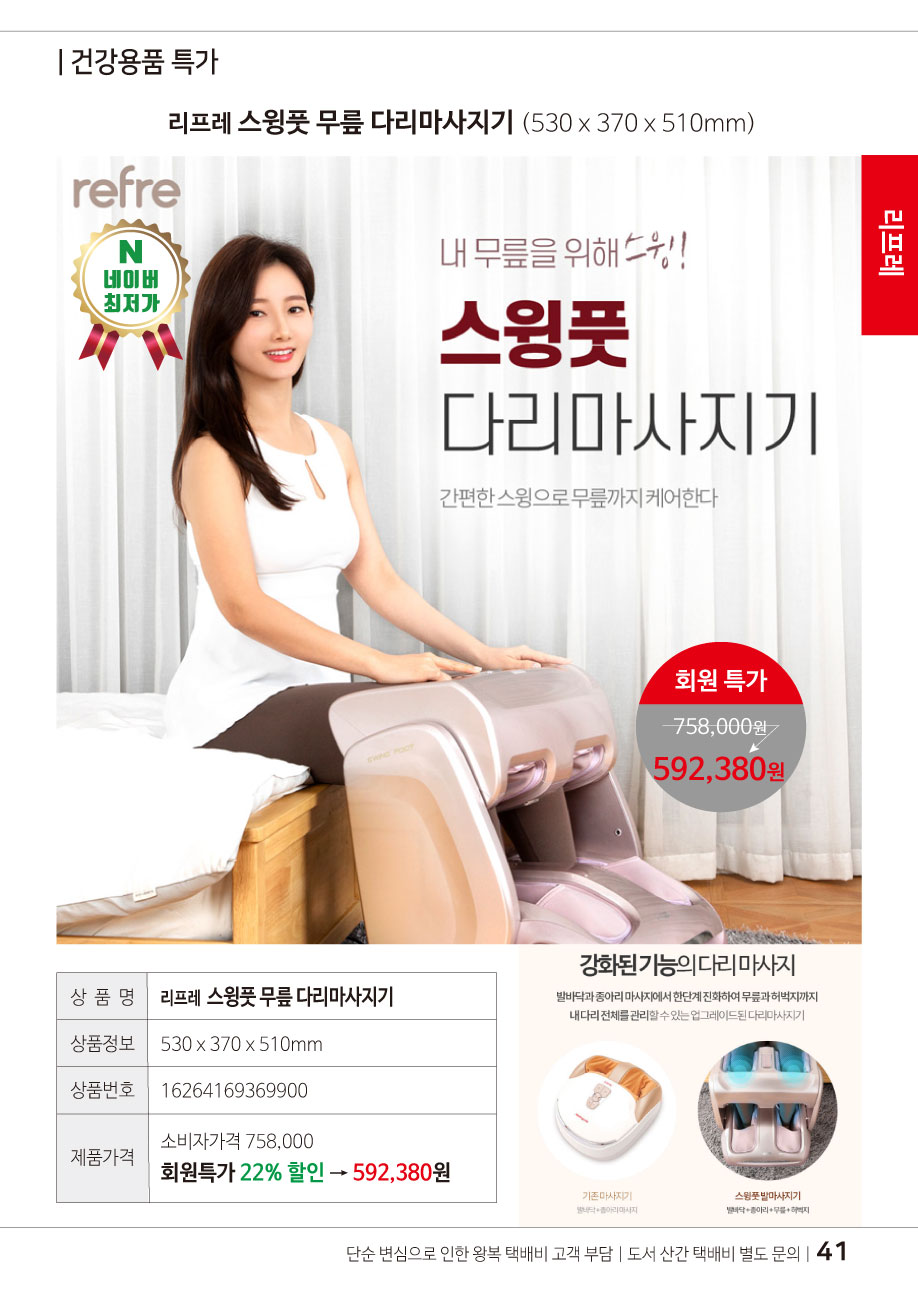 | 건강용품 특가
리프레 스윙풋 무릎 다리마사지기 (530 x 370 x 510mm)
refre
N
네이버
최저가
리프레
내 무릎을 위해 스윙!
스윙풋
다리마사지기
간편한 스윙으로 무릎까지 케어한다
회원 특가
758,000원
592,380원
SWING FOOT
상 품 명 리프레 스윙풋 무릎 다리마사지기
상품정보 530 x 370 x 510mm
상품번호 16264169369900
제품가격 소비자가격 758,000
회원특가 22% 할인 → 592,380원
강화된 기능의 다리 마사지
발바닥과 종아리 마사지에서 한단계 진화하여 무릎과 허벅지까지
내 다리 전체를 관리할 수 있는 업그레이드된 다리마사지기
기존 마사지기
발바닥+종아리 마사지
스윙풋 발마사지기
발바닥+종아리+무릎+허벅지
단순 변심으로 인한 왕복 택배비 고객 부담 | 도서 산간 택배비 별도 문의 | 41